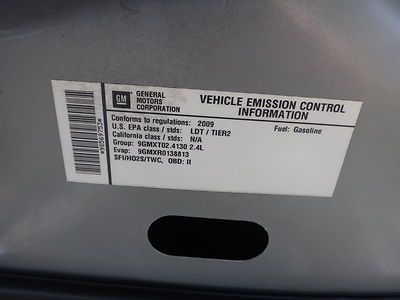 GM
GENERAL MOTORS CORPORATION
VEHICLE EMISSION CONTROL INFORMATION
Conforms to regulations: 2009
Fuel: Gasoline
U.S. EPA class / stds: LDT / TIER2
California class / stds: N/A
Group: 9GMXT02.4130 2.4L
Evap: 9GMXR0138813
SFI/HO2S/TWC, OBD: II
*90569753*